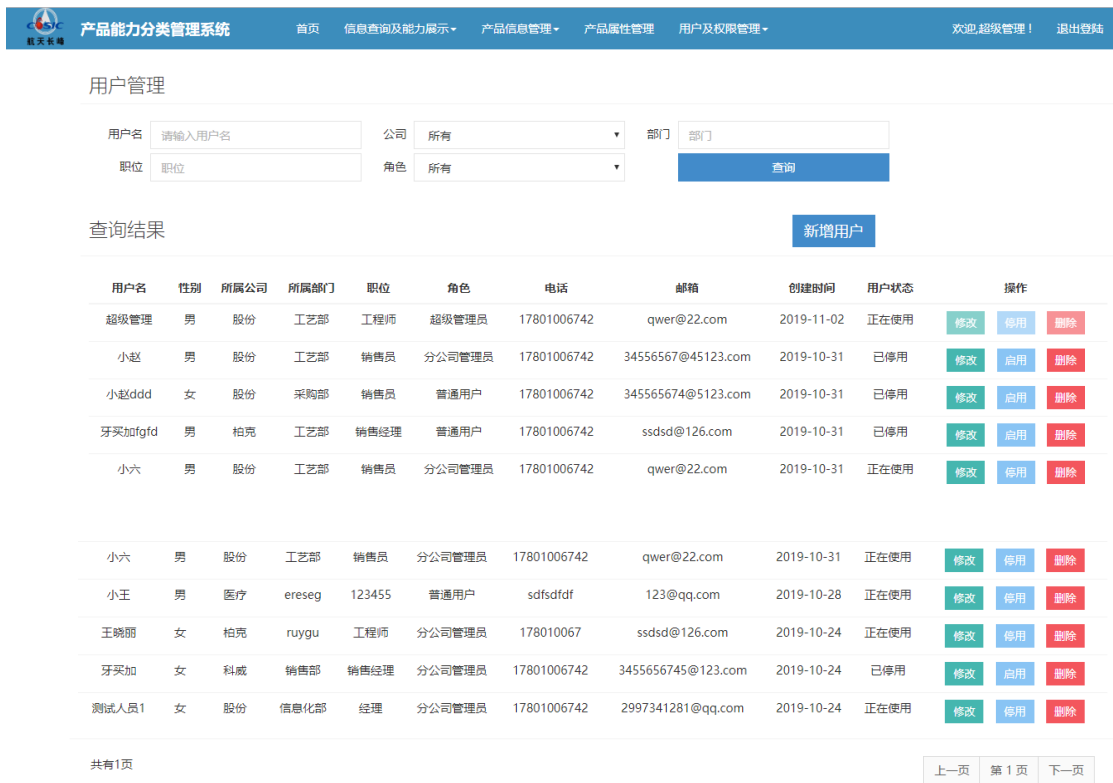 COSIC 产品能力分类管理系统 首页 信息查询及能力展示 产品信息管理 产品属性管理 用户及权限管理 欢迎,超级管理！ 退出登陆
航天长峰
用户管理
用户名 请输入用户名 公司 所有 部门 部门
职位 职位 角色 所有 查询
查询结果 新增用户
用户名 性别 所属公司 所属部门 职位 角色 电话 邮箱 创建时间 用户状态 操作
超级管理 男 股份 工艺部 工程师 超级管理员 17801006742 qwer@22.com 2019-11-02 正在使用 修改 停用 删除
小赵 男 股份 工艺部 销售员 分公司管理员 17801006742 34556567@45123.com 2019-10-31 已停用 修改 启用 删除
小赵ddd 女 股份 采购部 销售员 普通用户 17801006742 345565674@5123.com 2019-10-31 已停用 修改 启用 删除
牙买加fgfd 男 柏克 工艺部 销售经理 普通用户 17801006742 ssdsd@126.com 2019-10-31 已停用 修改 启用 删除
小六 男 股份 工艺部 销售员 分公司管理员 17801006742 qwer@22.com 2019-10-31 正在使用 修改 停用 删除
小六 男 股份 工艺部 销售员 分公司管理员 17801006742 qwer@22.com 2019-10-31 正在使用 修改 停用 删除
小王 男 医疗 ereseg 123455 普通用户 sdfsdfdf 123@qq.com 2019-10-28 正在使用 修改 停用 删除
王晓丽 女 柏克 ruygu 工程师 分公司管理员 178010067 ssdsd@126.com 2019-10-24 正在使用 修改 停用 删除
牙买加 女 科威 销售部 销售经理 分公司管理员 17801006742 3455656745@123.com 2019-10-24 已停用 修改 启用 删除
测试人员1 女 股份 信息化部 经理 分公司管理员 17801006742 2997341281@qq.com 2019-10-24 正在使用 修改 停用 删除
共有1页 上一页 第 1 页 下一页